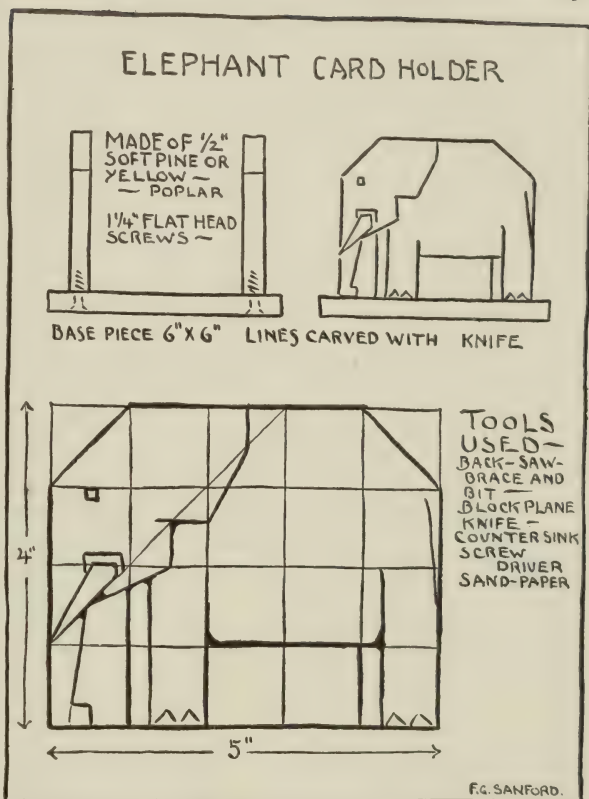 ELEPHANT CARD HOLDER
MADE OF 1/2"
SOFT PINE OR
YELLOW ~
~ POPLAR
1 1/4" FLAT HEAD
SCREWS ~
BASE PIECE 6" X 6" LINES CARVED WITH KNIFE
TOOLS
USED —
BACK-SAW-
BRACE AND
BIT —
BLOCK PLANE
KNIFE —
COUNTERSINK
SCREW
DRIVER
SAND-PAPER
4"
5"
F.G. SANFORD.